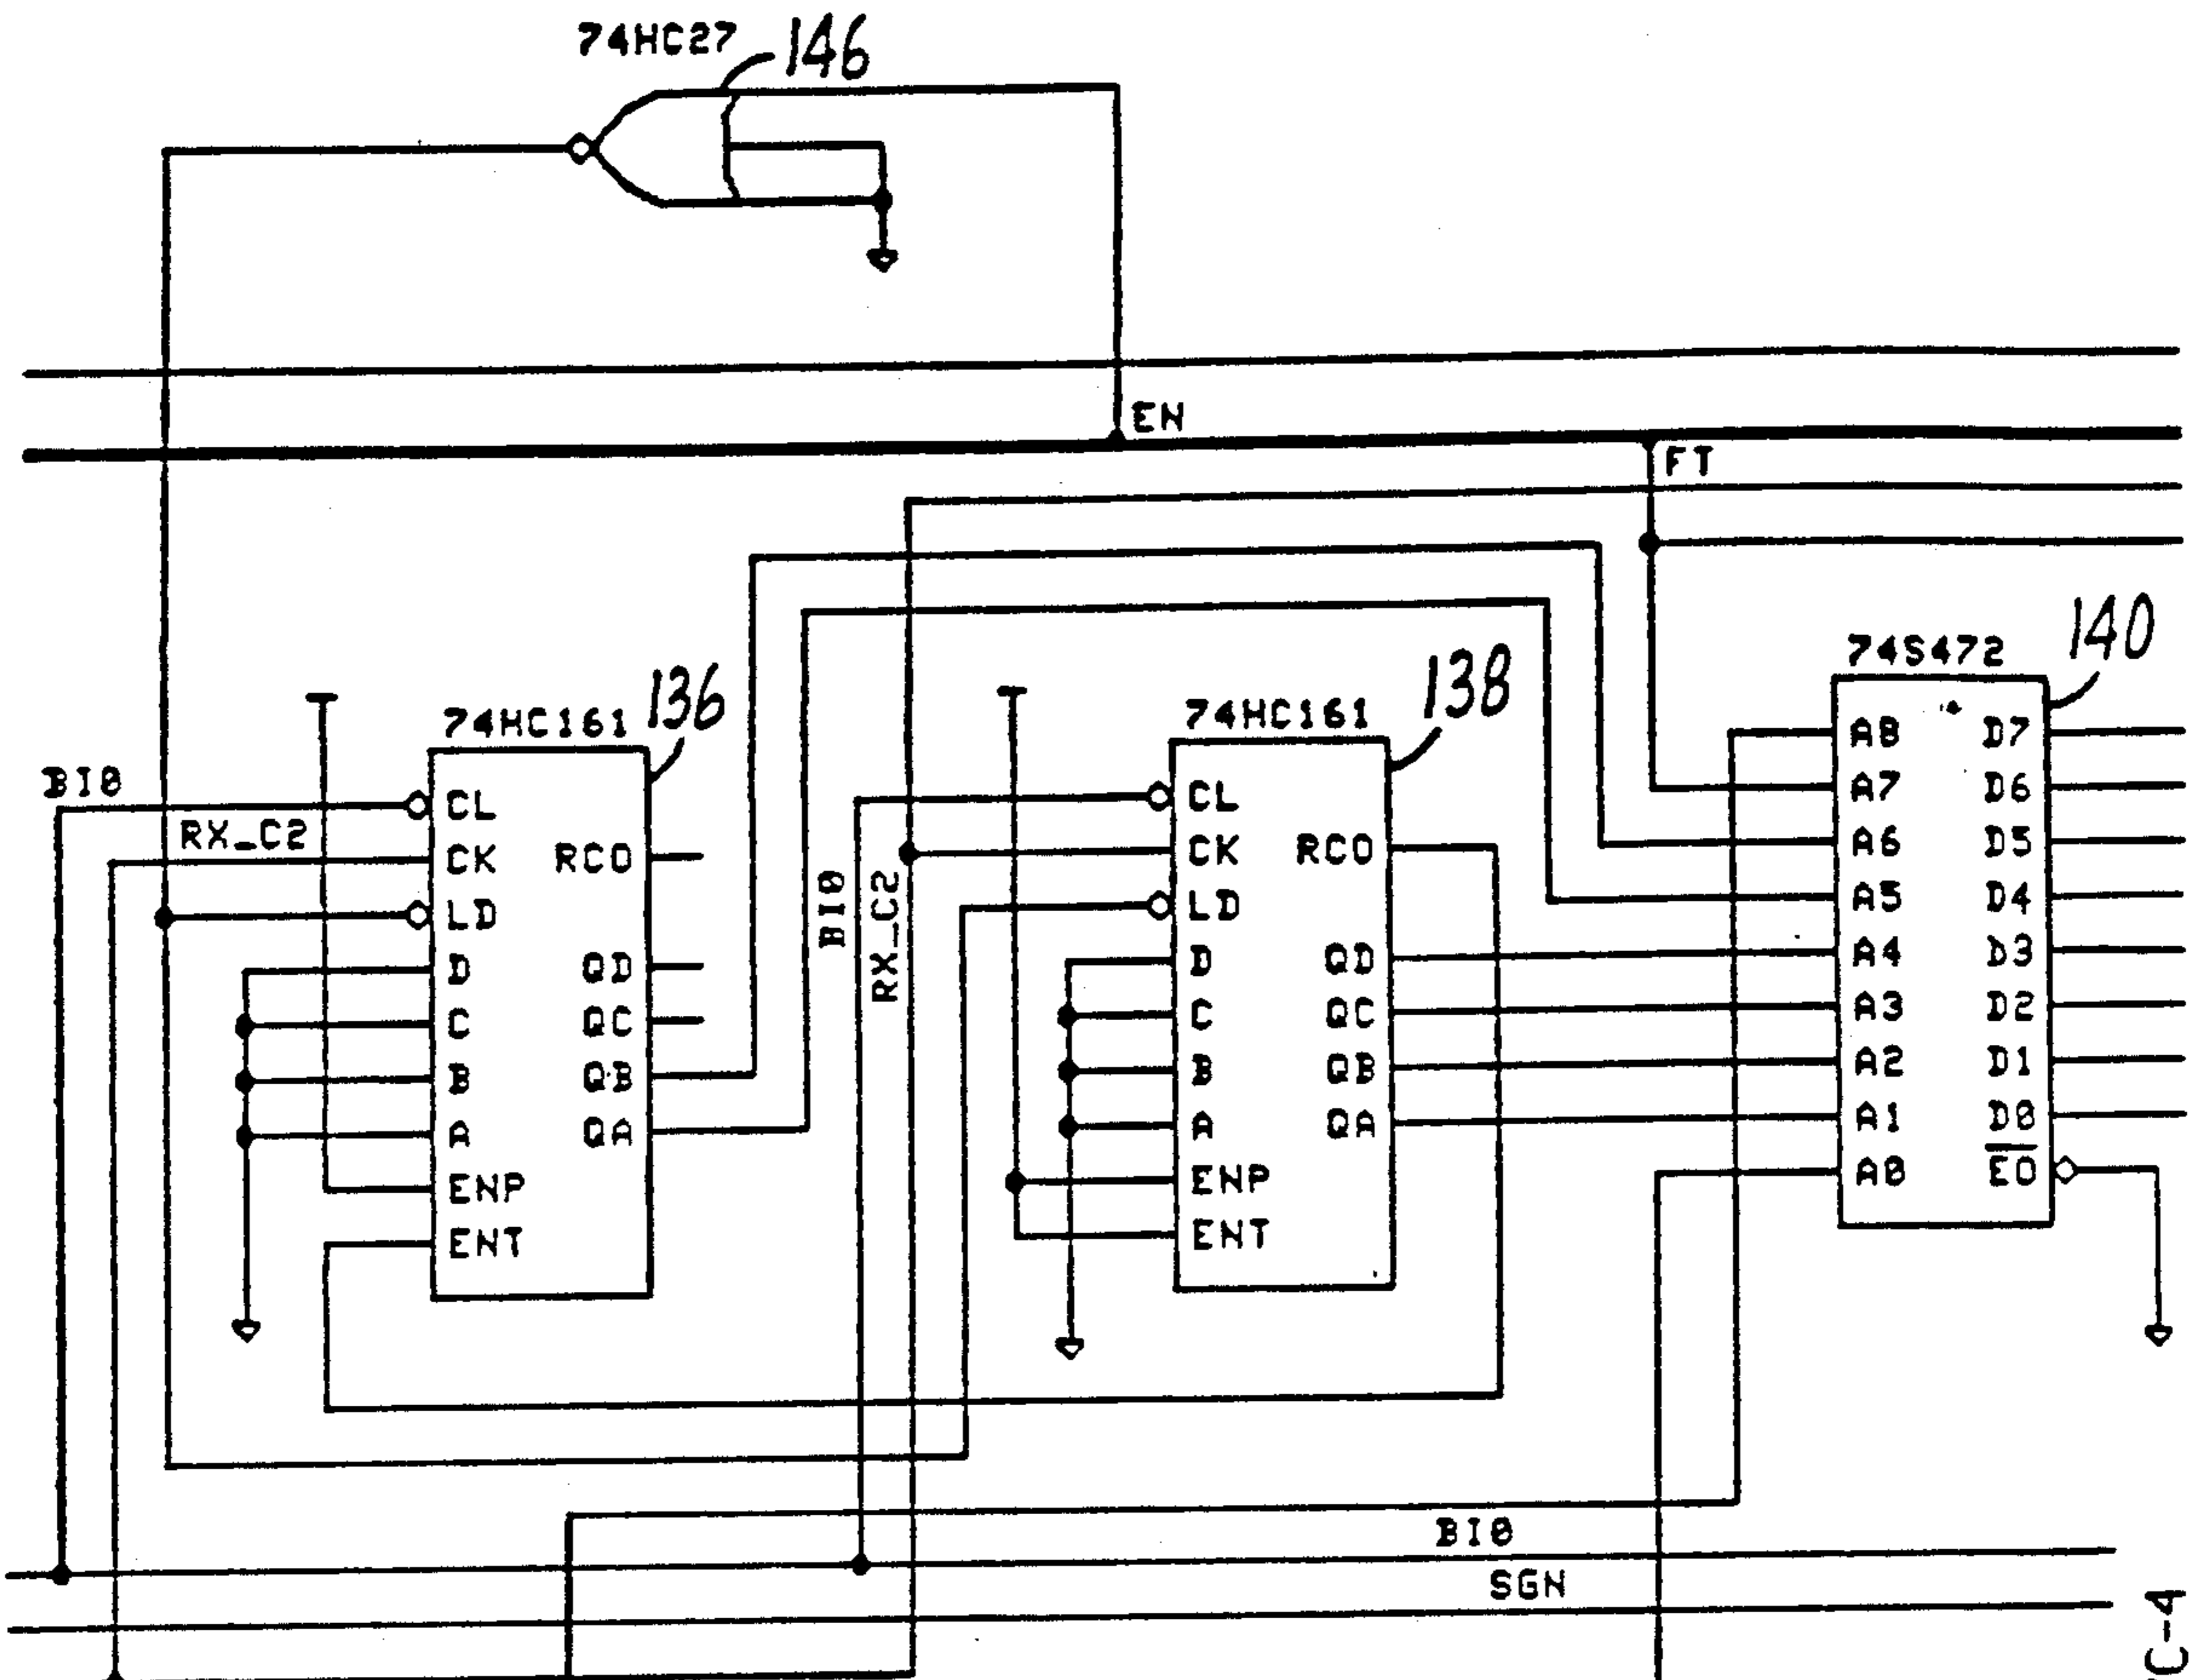 74HC27 146
EN
FT
74S472 140
A8 D7
A7 D6
A6 D5
A5 D4
A4 D3
A3 D2
A2 D1
A1 D0
A0 EO
74HC161 136
BI0
RX_C2
CL
CK RCO
LD
D QD
C QC
B QB
A QA
ENP
ENT
74HC161 138
BI0
RX_C2
CL
CK RCO
LD
D QD
C QC
B QB
A QA
ENP
ENT
BI0
SGN
C-4